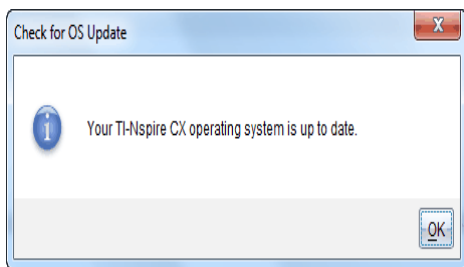 Check for OS Update
Your TI-Nspire CX operating system is up to date.
OK